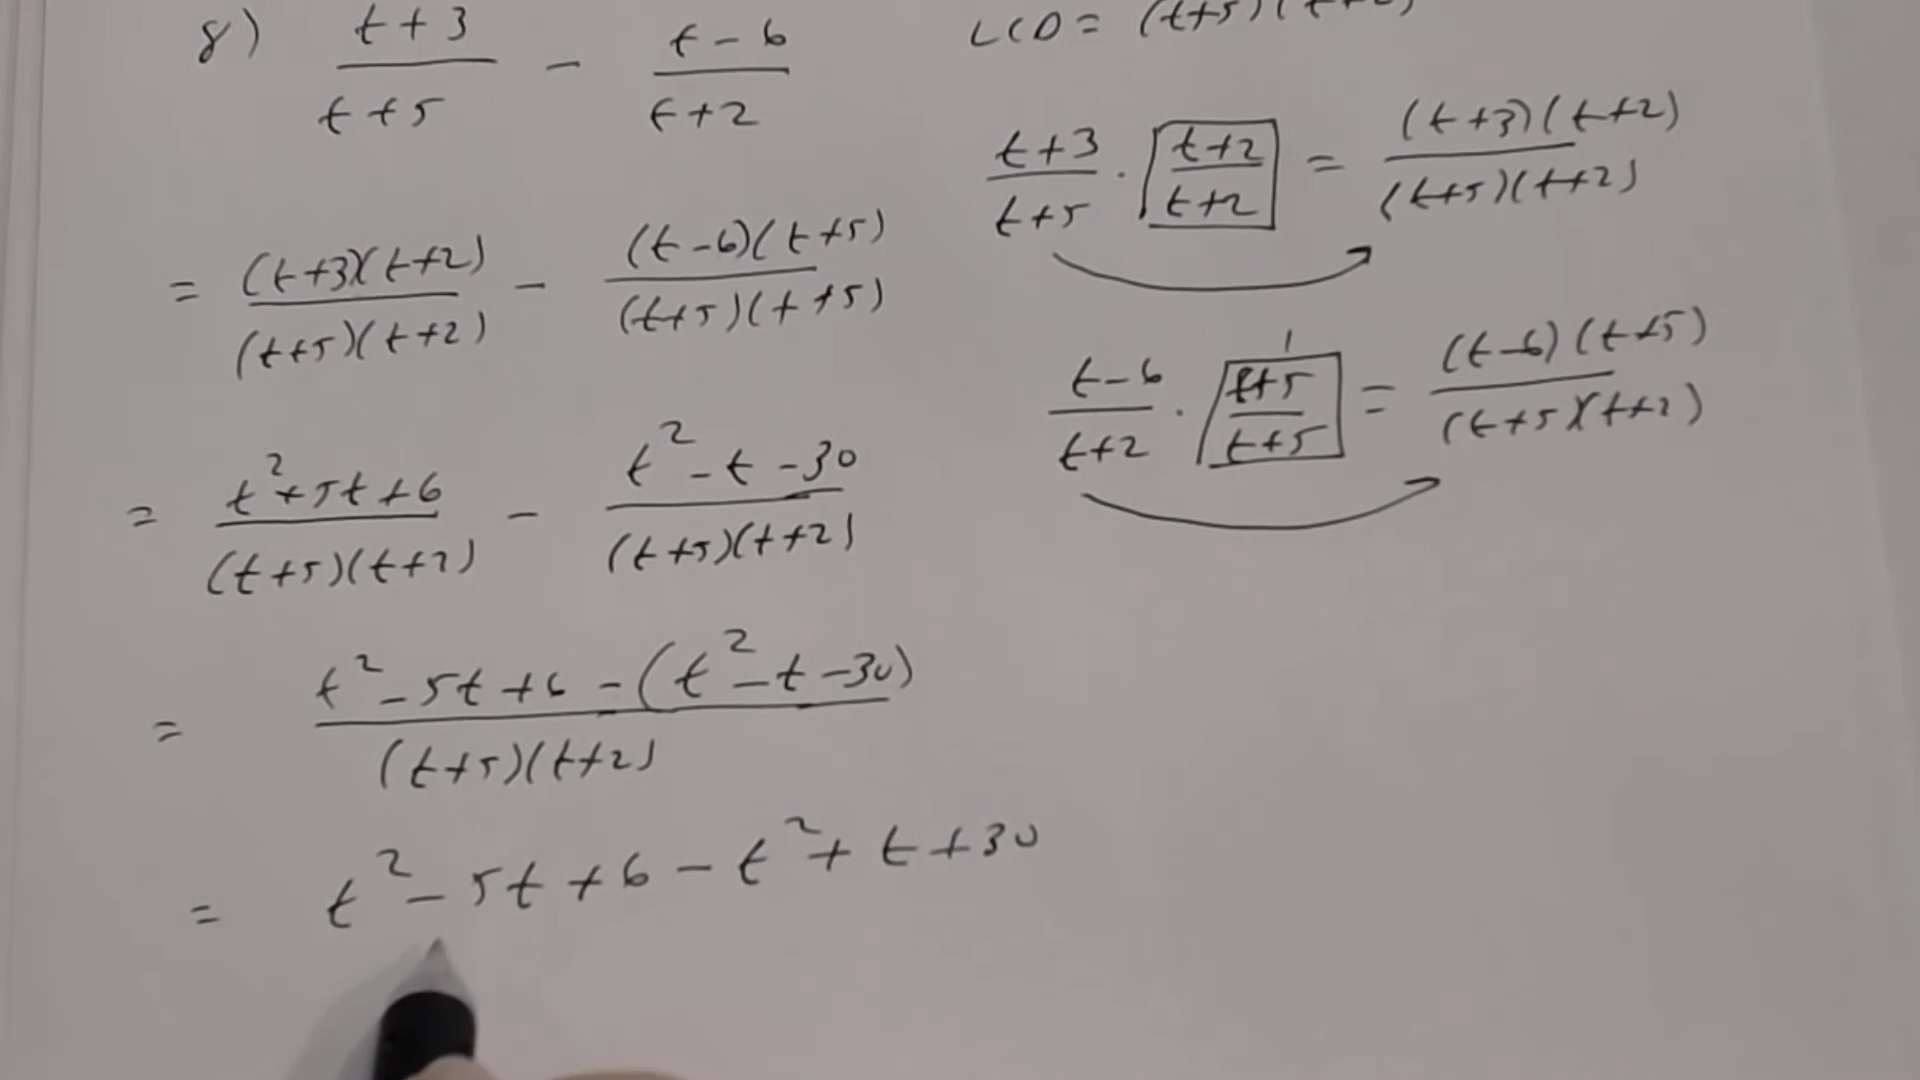 8) (t+3)/(t+5) - (t-6)/(t+2)
= (t+3)(t+2)/(t+5)(t+2) - (t-6)(t+5)/(t+5)(t+5)
= t²+5t+6/(t+5)(t+2) - t²-t-30/(t+5)(t+2)
= t²-5t+6-(t²-t-30)/(t+5)(t+2)
= t²-5t+6-t²+t+30
LCD = (t+5)(
t+3/t+5 · t+2/t+2 = (t+3)(t+2)/(t+5)(t+2)
1
t-6/t+2 · t+5/t+5 = (t-6)(t+5)/(t+5)(t+2)